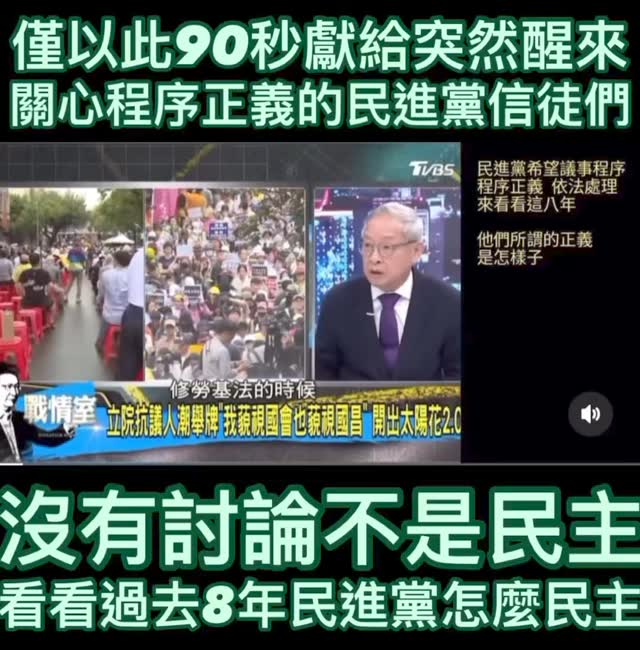 僅以此90秒獻給突然醒來
關心程序正義的民進黨信徒們
TVBS
民進黨希望議事程序
程序正義 依法處理
來看看這八年
他們所謂的正義
是怎樣子
修勞基法的時候
戰情室
立院抗議人潮舉牌"我藐視國會也藐視國昌" 開出太陽花2.0
沒有討論不是民主
看看過去8年民進黨怎麼民主